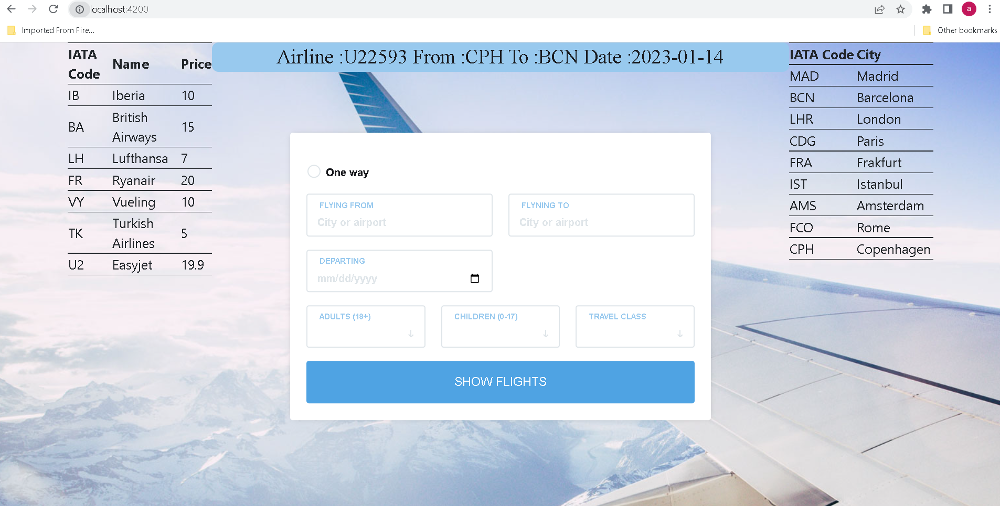 localhost:4200
a
Imported From Fire...
Other bookmarks
Airline :U22593 From :CPH To :BCN Date :2023-01-14
IATA Code Name Price
IB Iberia 10
BA British Airways 15
LH Lufthansa 7
FR Ryanair 20
VY Vueling 10
TK Turkish Airlines 5
U2 Easyjet 19.9
One way
FLYING FROM
City or airport
FLYNING TO
City or airport
DEPARTING
mm/dd/yyyy
ADULTS (18+)
CHILDREN (0-17)
TRAVEL CLASS
SHOW FLIGHTS
IATA Code City
MAD Madrid
BCN Barcelona
LHR London
CDG Paris
FRA Frakfurt
IST Istanbul
AMS Amsterdam
FCO Rome
CPH Copenhagen